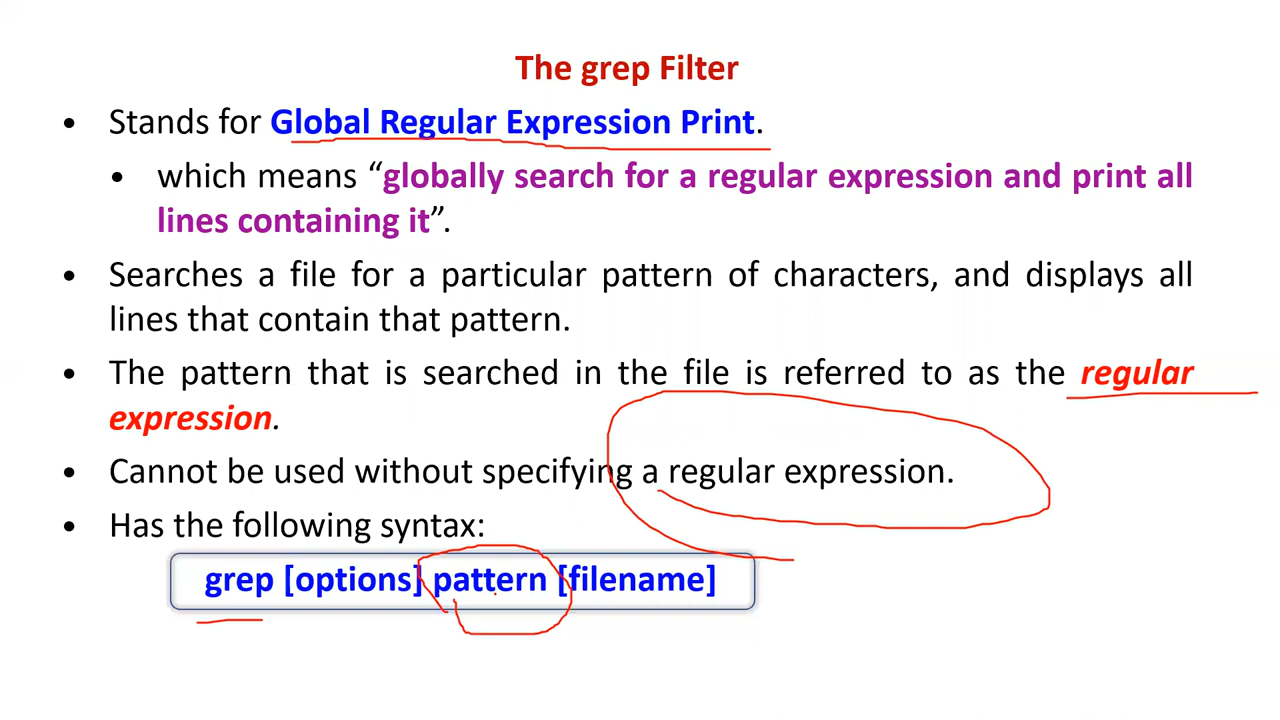 The grep Filter
• Stands for Global Regular Expression Print.
• which means “globally search for a regular expression and print all
lines containing it”.
• Searches a file for a particular pattern of characters, and displays all
lines that contain that pattern.
• The pattern that is searched in the file is referred to as the regular
expression.
• Cannot be used without specifying a regular expression.
• Has the following syntax:
grep [options] pattern [filename]